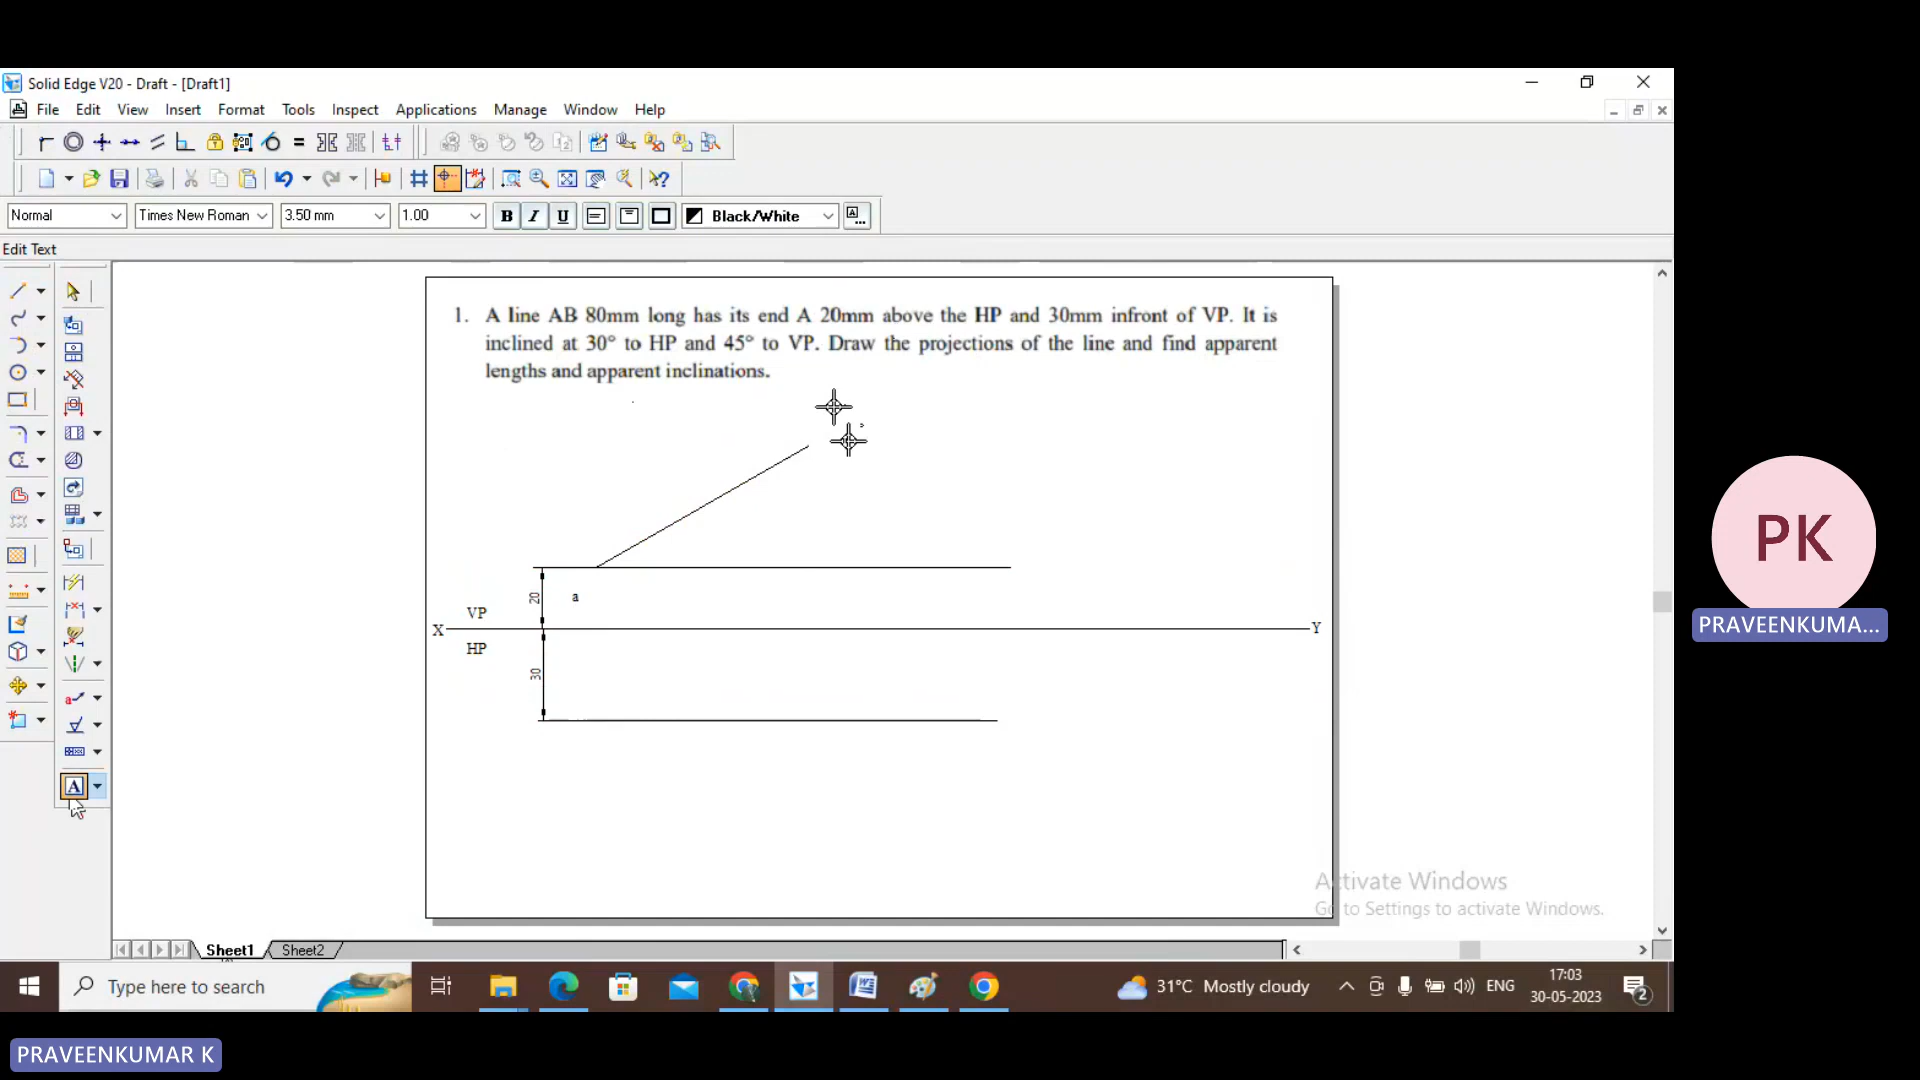 Solid Edge V20 - Draft - [Draft1]
File Edit View Insert Format Tools Inspect Applications Manage Window Help
Normal Times New Roman 3.50 mm 1.00 B I U Black/White A...
Edit Text
1. A line AB 80mm long has its end A 20mm above the HP and 30mm infront of VP. It is
inclined at 30° to HP and 45° to VP. Draw the projections of the line and find apparent
lengths and apparent inclinations.
20
a
VP
X
Y
HP
30
PK
PRAVEENKUMA...
A
Activate Windows
Go to Settings to activate Windows.
Sheet1 Sheet2
Type here to search
31°C Mostly cloudy
ENG
17:03
30-05-2023
2
PRAVEENKUMAR K